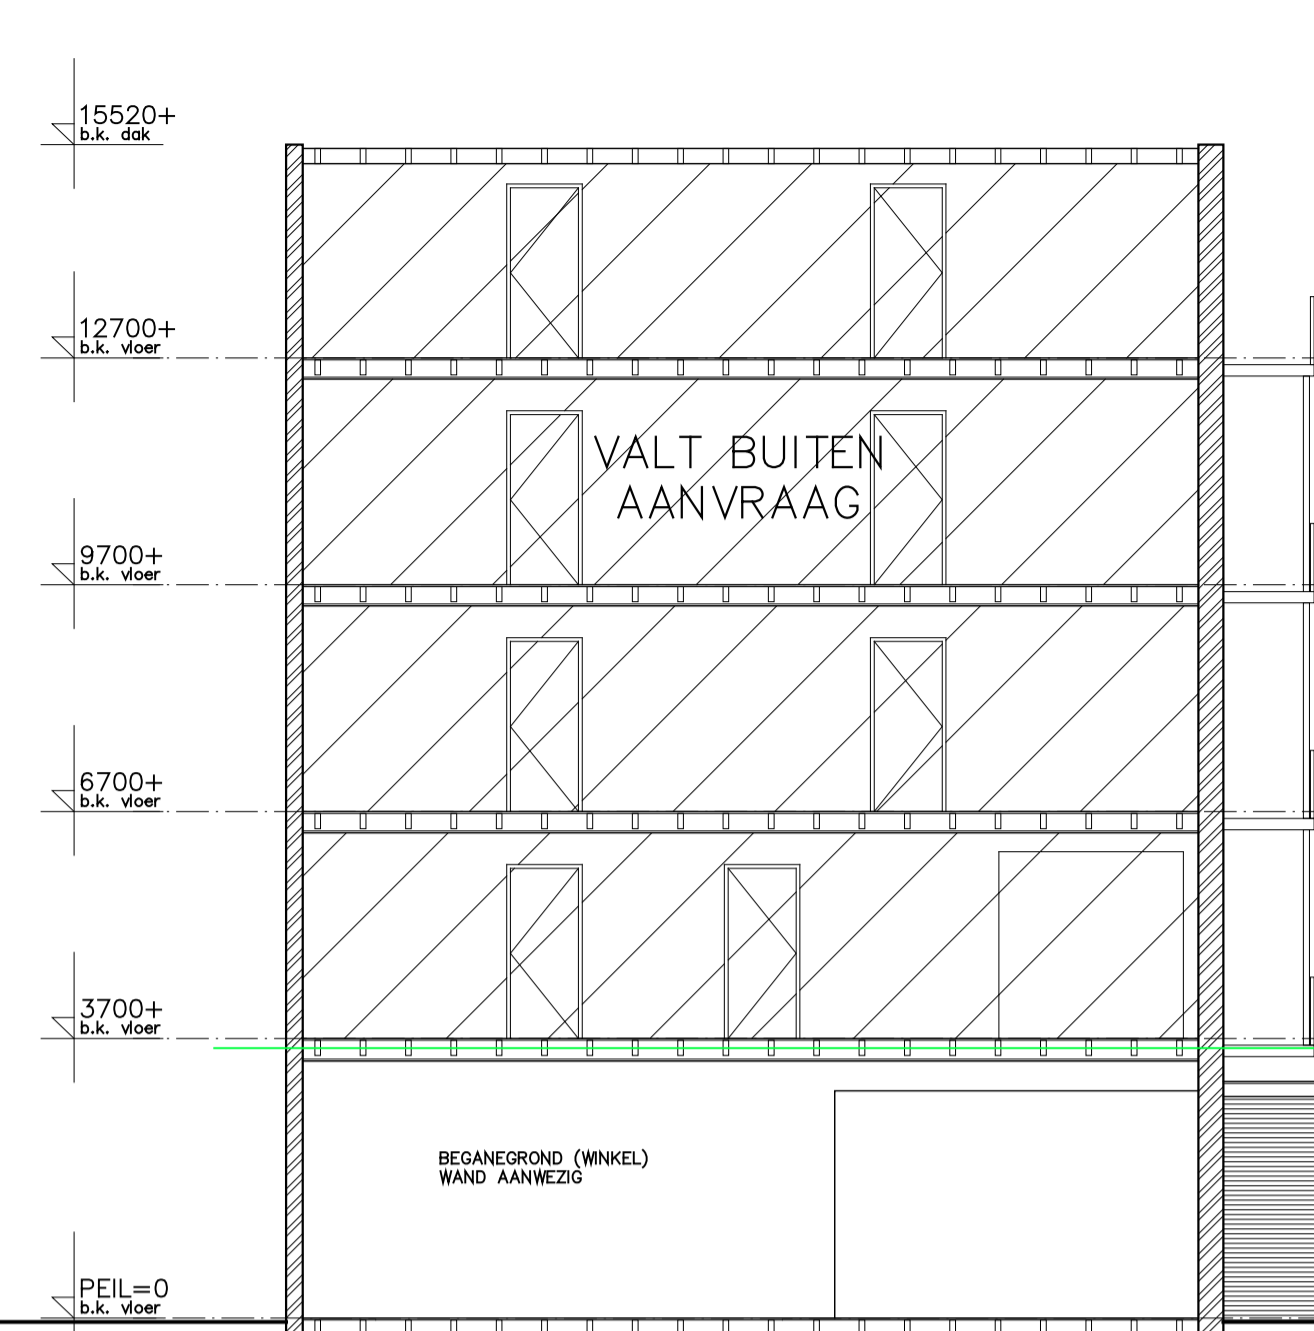 15520+
b.k. dak
12700+
b.k. vloer
VALT BUITEN
AANVRAAG
9700+
b.k. vloer
6700+
b.k. vloer
3700+
b.k. vloer
BEGANEGROND (WINKEL)
WAND AANWEZIG
PEIL=0
b.k. vloer